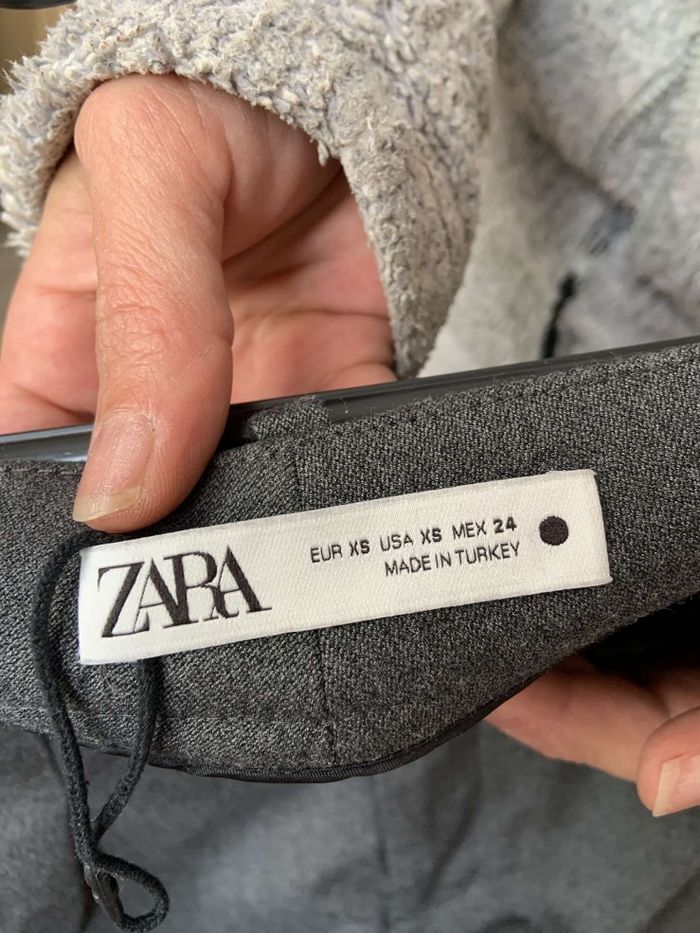 ZARA
EUR XS USA XS MEX 24
MADE IN TURKEY